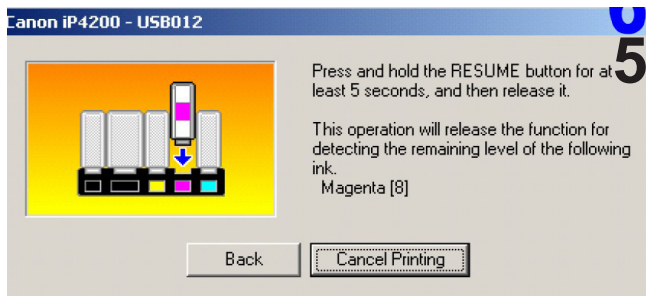 Canon iP4200 - USB012
6
5
Press and hold the RESUME button for at
least 5 seconds, and then release it.
This operation will release the function for
detecting the remaining level of the following
ink.
Magenta [8]
Back
Cancel Printing